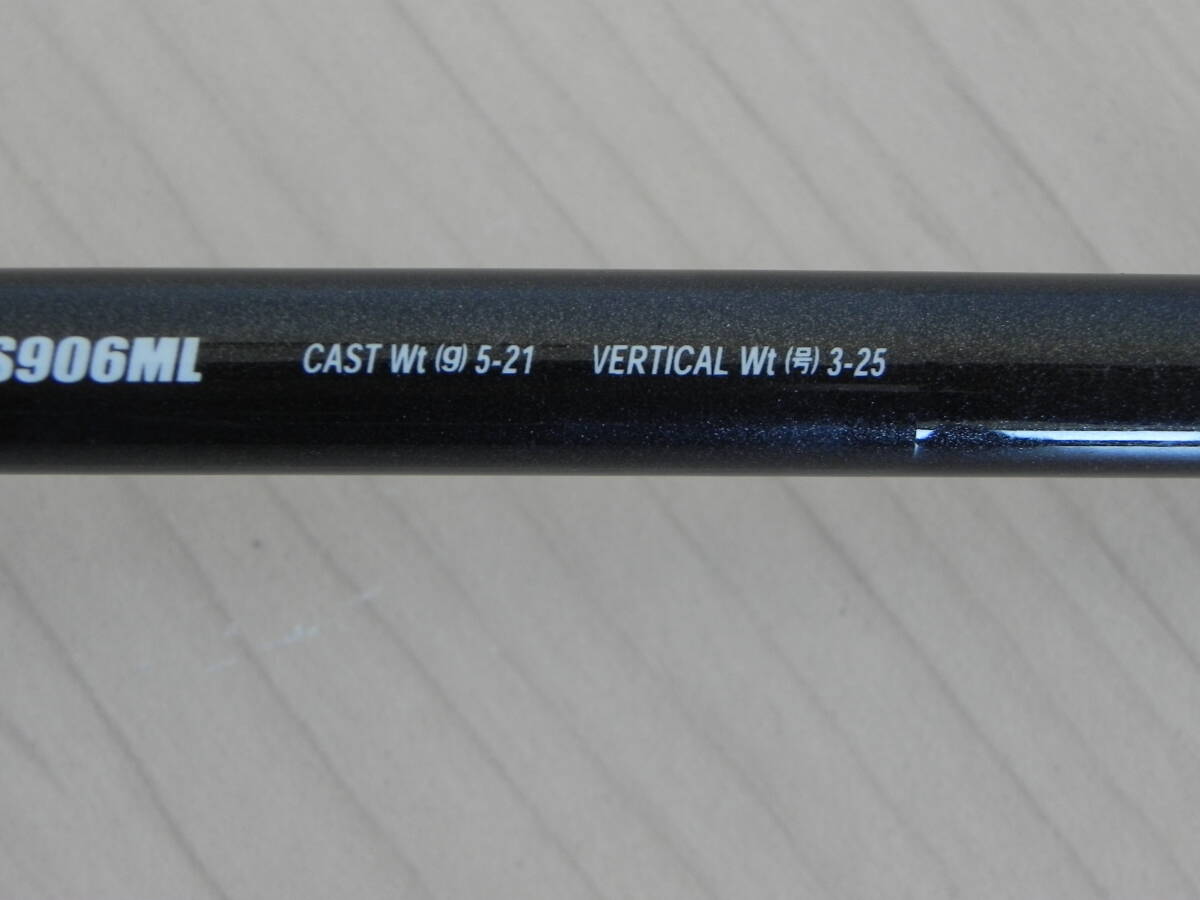 S906ML CAST Wt (g) 5-21 VERTICAL Wt (号) 3-25